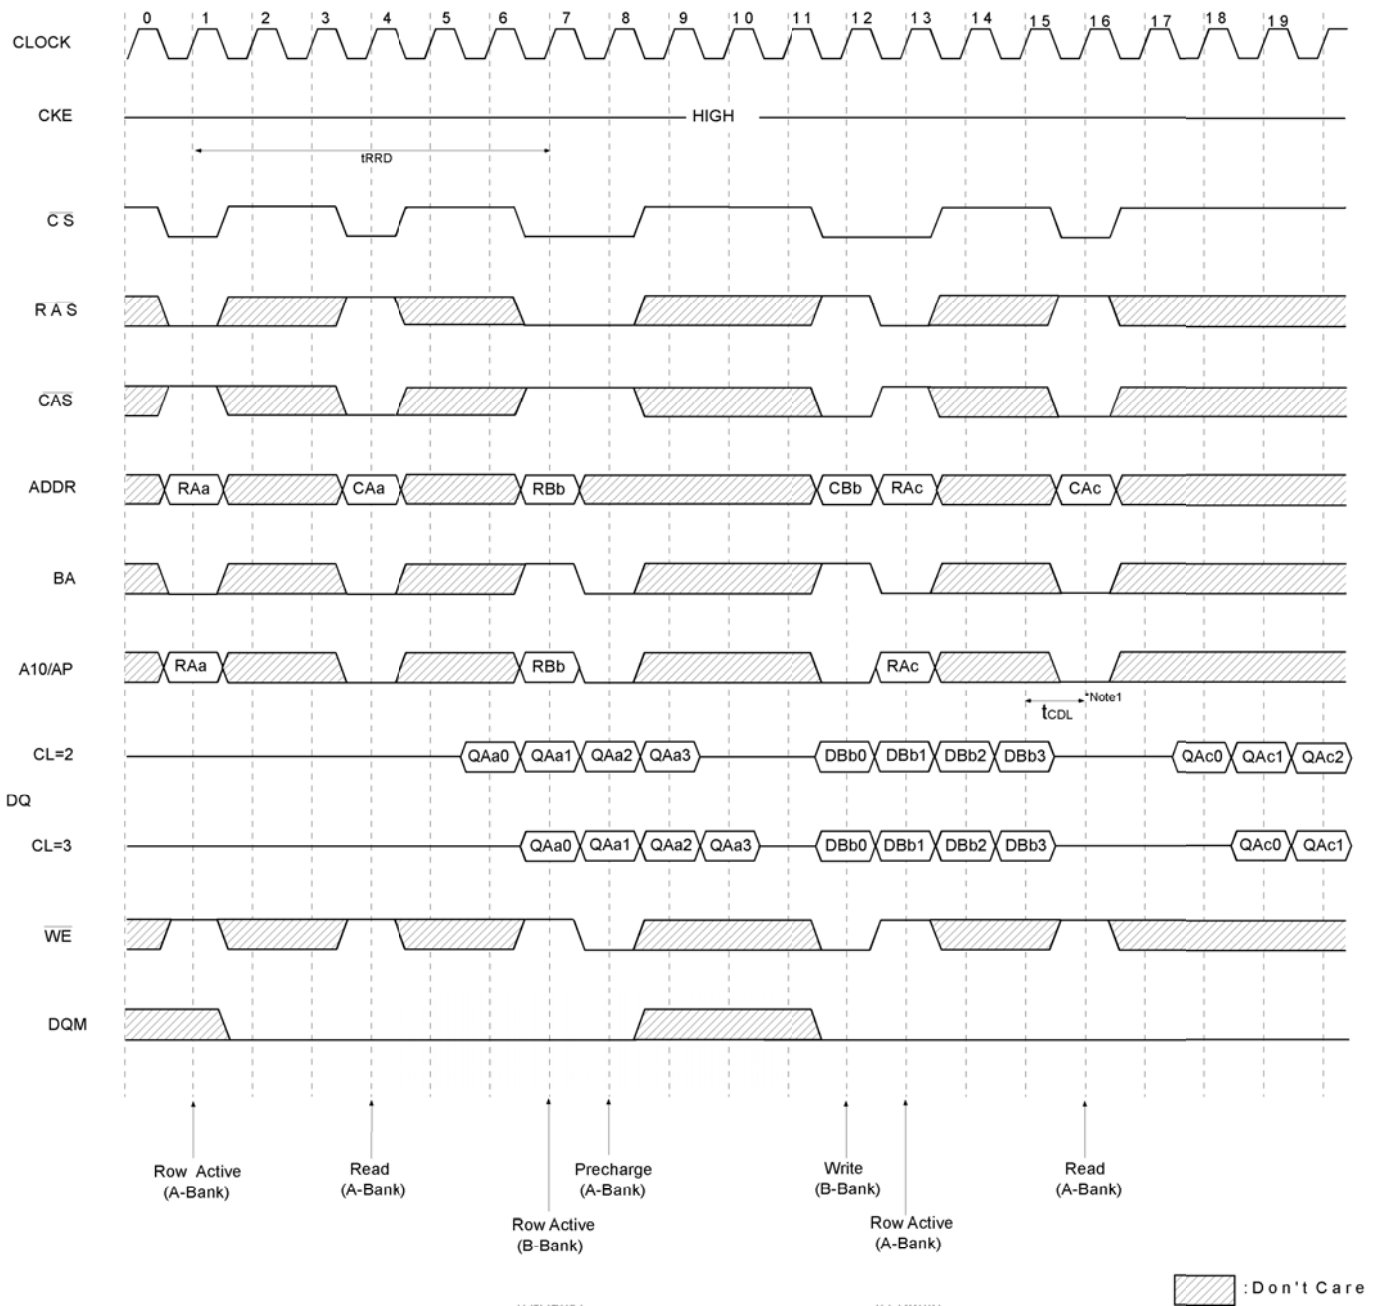 0 1 2 3 4 5 6 7 8 9 10 11 12 13 14 15 16 17 18 19
CLOCK
CKE
HIGH
tRRD
CS
RAS
CAS
ADDR
RAa CAa RBb CBb RAc CAc
BA
A10/AP
RAa RBb RAc
tCDL
*Note1
CL=2
QAa0 QAa1 QAa2 QAa3 DBb0 DBb1 DBb2 DBb3 QAc0 QAc1 QAc2
DQ
CL=3
QAa0 QAa1 QAa2 QAa3 DBb0 DBb1 DBb2 DBb3 QAc0 QAc1
WE
DQM
Row Active
(A-Bank)
Read
(A-Bank)
Row Active
(B-Bank)
Precharge
(A-Bank)
Write
(B-Bank)
Row Active
(A-Bank)
Read
(A-Bank)
:Don't Care